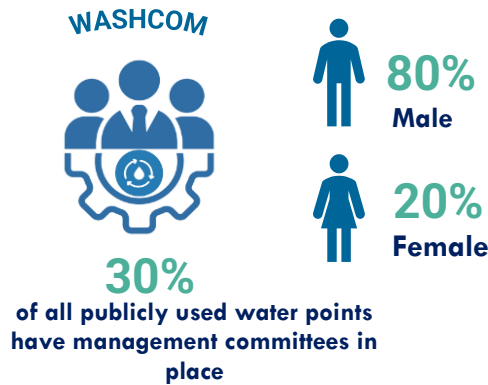 WASHCOM
30%
of all publicly used water points
have management committees in
place
80%
Male
20%
Female